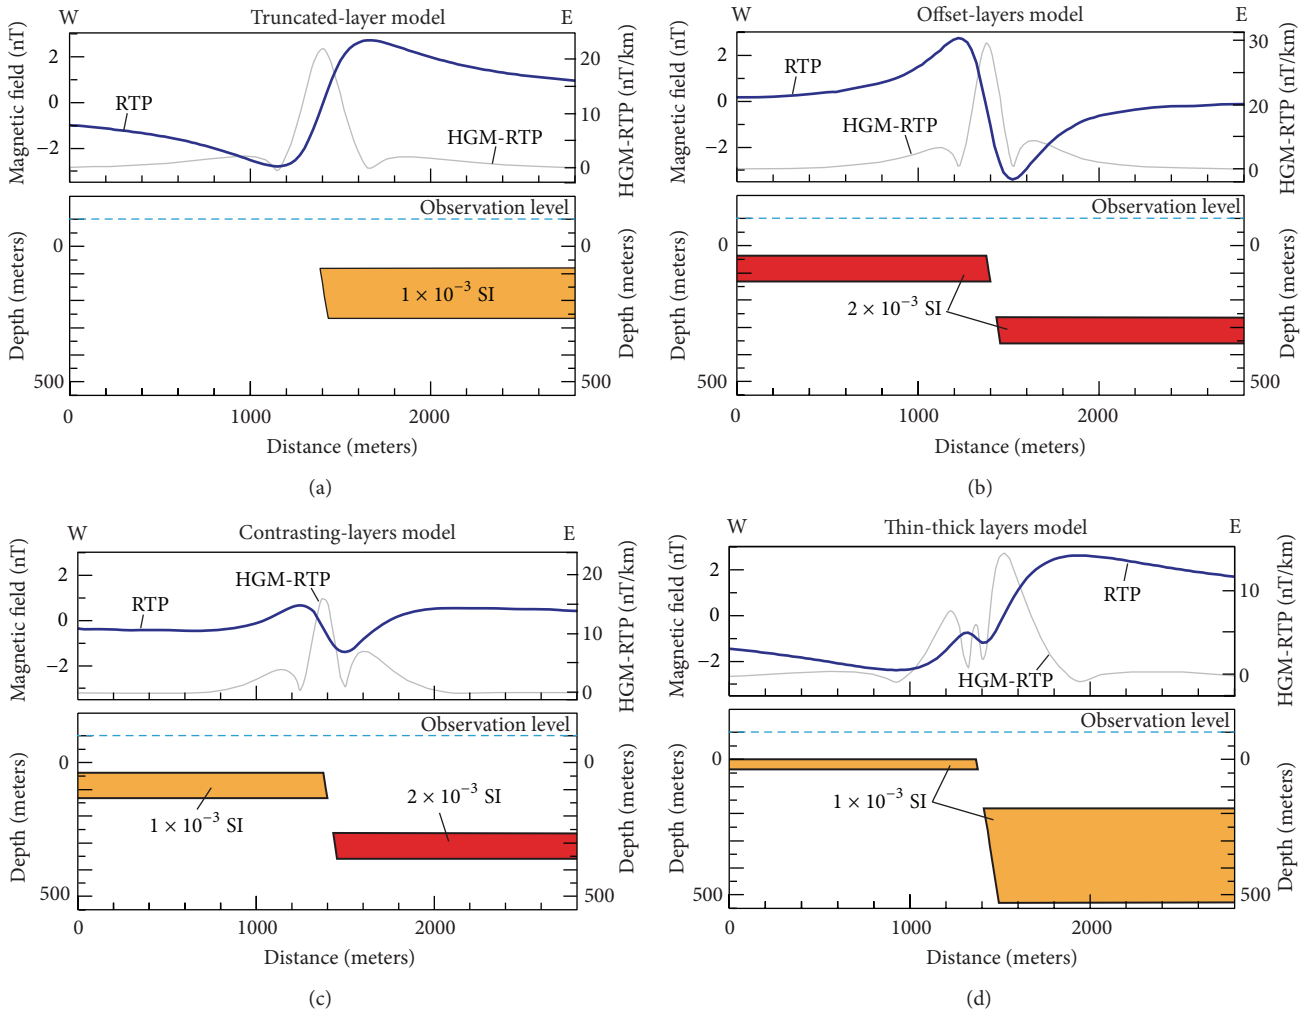 W Truncated-layer model E
Magnetic field (nT)
2
0
−2
RTP
HGM-RTP
20
10
0
HGM-RTP (nT/km)
Observation level
Depth (meters)
0
500
1 × 10⁻³ SI
0
500
Depth (meters)
0 1000 2000
Distance (meters)
(a)
W Offset-layers model E
Magnetic field (nT)
2
0
−2
RTP
HGM-RTP
30
20
10
0
HGM-RTP (nT/km)
Observation level
Depth (meters)
0
500
2 × 10⁻³ SI
0
500
Depth (meters)
0 1000 2000
Distance (meters)
(b)
W Contrasting-layers model E
Magnetic field (nT)
2
0
−2
HGM-RTP
RTP
20
10
0
HGM-RTP (nT/km)
Observation level
Depth (meters)
0
500
1 × 10⁻³ SI
2 × 10⁻³ SI
0
500
Depth (meters)
0 1000 2000
Distance (meters)
(c)
W Thin-thick layers model E
Magnetic field (nT)
2
0
−2
RTP
HGM-RTP
10
0
HGM-RTP (nT/km)
Observation level
Depth (meters)
0
500
1 × 10⁻³ SI
0
500
Depth (meters)
0 1000 2000
Distance (meters)
(d)